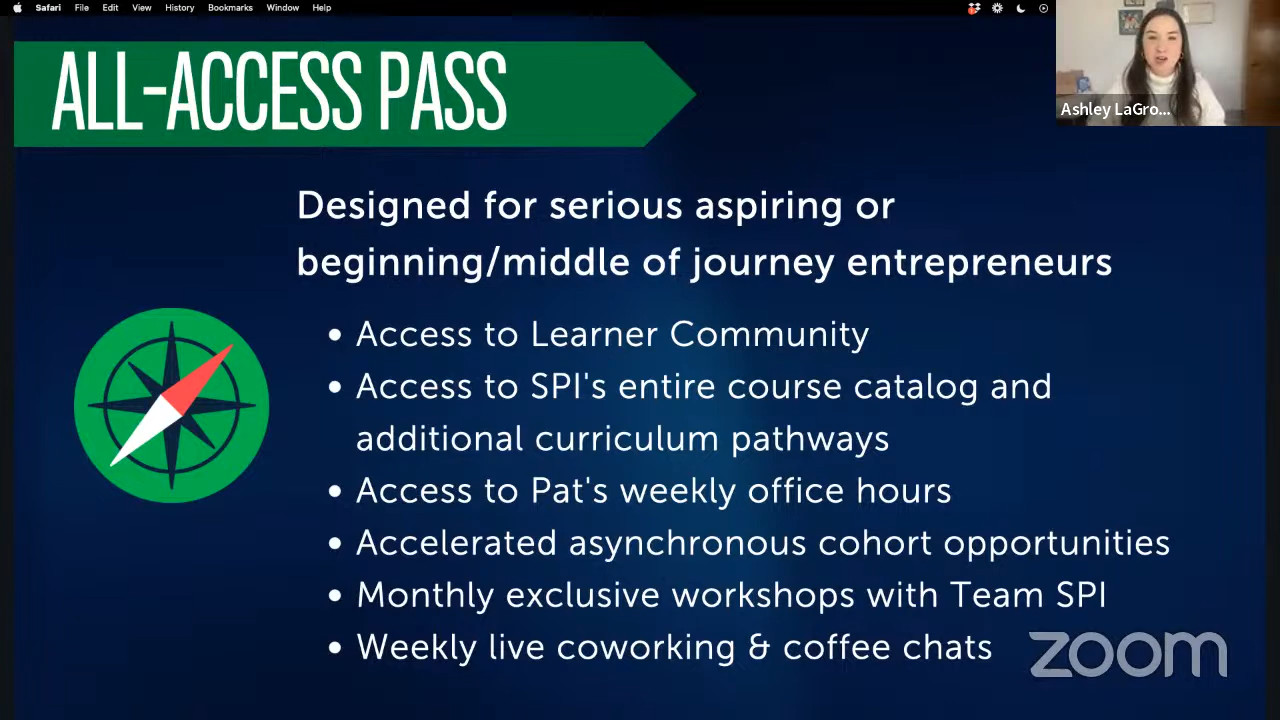 Safari File Edit View History Bookmarks Window Help
ALL-ACCESS PASS
Ashley LaGro...
Designed for serious aspiring or
beginning/middle of journey entrepreneurs
• Access to Learner Community
• Access to SPI's entire course catalog and
additional curriculum pathways
• Access to Pat's weekly office hours
• Accelerated asynchronous cohort opportunities
• Monthly exclusive workshops with Team SPI
• Weekly live coworking & coffee chats
zoom